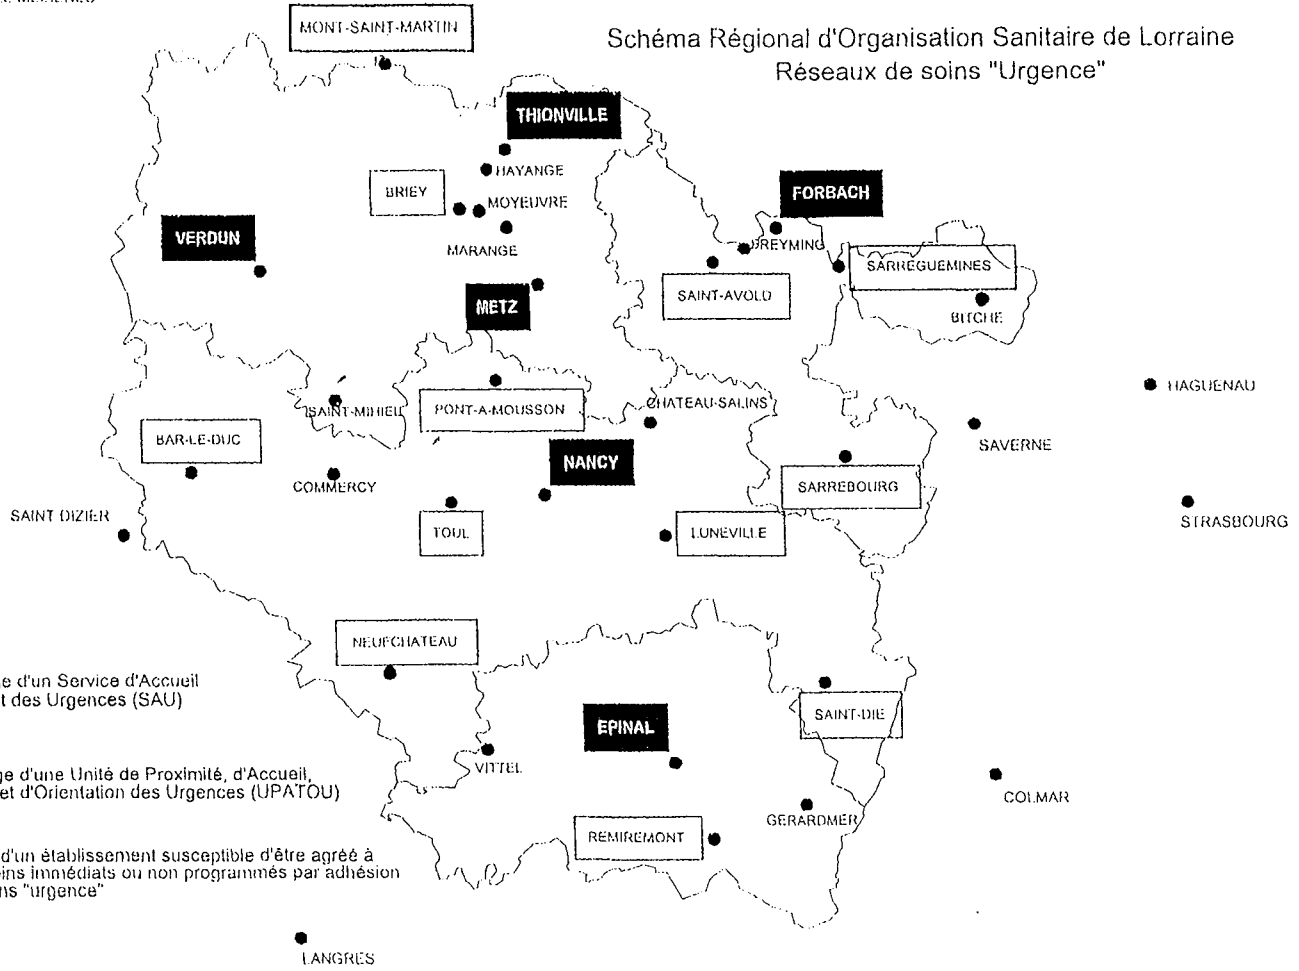 MONT-SAINT-MARTIN
Schéma Régional d'Organisation Sanitaire de Lorraine
Réseaux de soins "Urgence"
THIONVILLE
HAYANGE
BRIEY
MOYEUVRE
FORBACH
VERDUN
MARANGE
FREYMING
SARREGUEMINES
SAINT-AVOLD
METZ
BITCHE
HAGUENAU
SAINT-MIHIEL
PONT-A-MOUSSON
CHATEAU-SALINS
BAR-LE-DUC
SAVERNE
NANCY
COMMERCY
SARREBOURG
SAINT DIZIER
STRASBOURG
TOUL
LUNEVILLE
NEUFCHATEAU
e d'un Service d'Accueil
t des Urgences (SAU)
SAINT-DIE
EPINAL
VITTEL
ge d'une Unité de Proximité, d'Accueil,
et d'Orientation des Urgences (UPATOU)
COLMAR
GERARDMER
REMIREMONT
d'un établissement susceptible d'être agréé à
ins immédiats ou non programmés par adhésion
ns "urgence"
LANGRES